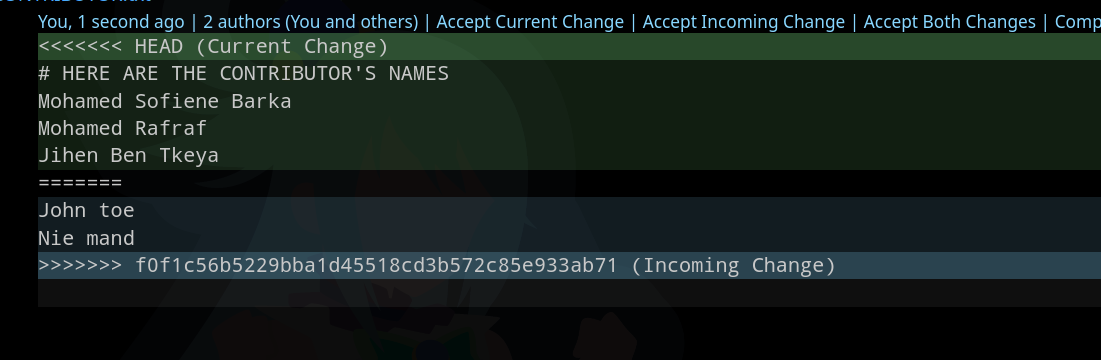 You, 1 second ago | 2 authors (You and others) | Accept Current Change | Accept Incoming Change | Accept Both Changes | Comp
<<<<<<< HEAD (Current Change)
# HERE ARE THE CONTRIBUTOR'S NAMES
Mohamed Sofiene Barka
Mohamed Rafraf
Jihen Ben Tkeya
=======
John toe
Nie mand
>>>>>>> f0f1c56b5229bba1d45518cd3b572c85e933ab71 (Incoming Change)